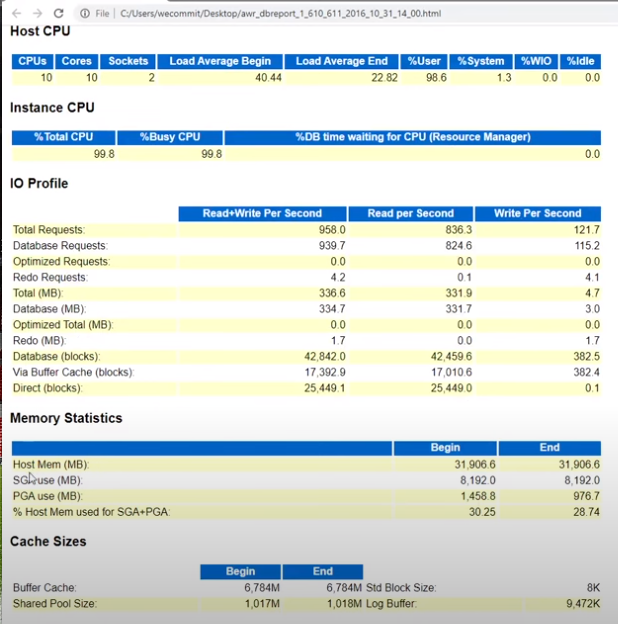 File | C:/Users/wecommit/Desktop/awr_dbreport_1_610_611_2016_10_31_14_00.html
Host CPU
CPUs Cores Sockets Load Average Begin Load Average End %User %System %WIO %Idle
10 10 2 40.44 22.82 98.6 1.3 0.0 0.0
Instance CPU
%Total CPU %Busy CPU %DB time waiting for CPU (Resource Manager)
99.8 99.8 0.0
IO Profile
Read+Write Per Second Read per Second Write Per Second
Total Requests: 958.0 836.3 121.7
Database Requests: 939.7 824.6 115.2
Optimized Requests: 0.0 0.0 0.0
Redo Requests: 4.2 0.1 4.1
Total (MB): 336.6 331.9 4.7
Database (MB): 334.7 331.7 3.0
Optimized Total (MB): 0.0 0.0 0.0
Redo (MB): 1.7 0.0 1.7
Database (blocks): 42,842.0 42,459.6 382.5
Via Buffer Cache (blocks): 17,392.9 17,010.6 382.4
Direct (blocks): 25,449.1 25,449.0 0.1
Memory Statistics
Begin End
Host Mem (MB): 31,906.6 31,906.6
SGA use (MB): 8,192.0 8,192.0
PGA use (MB): 1,458.8 976.7
% Host Mem used for SGA+PGA: 30.25 28.74
Cache Sizes
Begin End
Buffer Cache: 6,784M 6,784M Std Block Size: 8K
Shared Pool Size: 1,017M 1,018M Log Buffer: 9,472K